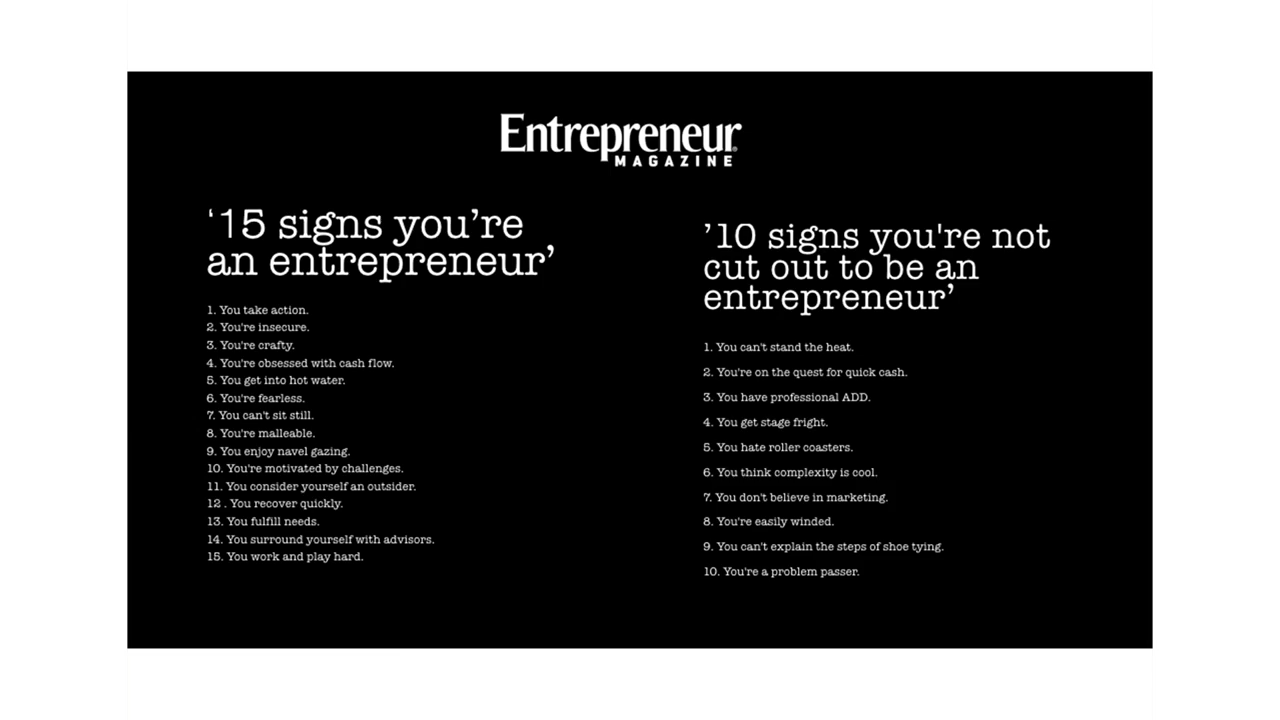 Entrepreneur®
MAGAZINE
‘15 signs you’re
an entrepreneur’
1. You take action.
2. You're insecure.
3. You're crafty.
4. You're obsessed with cash flow.
5. You get into hot water.
6. You're fearless.
7. You can't sit still.
8. You're malleable.
9. You enjoy navel gazing.
10. You're motivated by challenges.
11. You consider yourself an outsider.
12 . You recover quickly.
13. You fulfill needs.
14. You surround yourself with advisors.
15. You work and play hard.
’10 signs you're not
cut out to be an
entrepreneur’
1. You can't stand the heat.
2. You're on the quest for quick cash.
3. You have professional ADD.
4. You get stage fright.
5. You hate roller coasters.
6. You think complexity is cool.
7. You don't believe in marketing.
8. You're easily winded.
9. You can't explain the steps of shoe tying.
10. You're a problem passer.